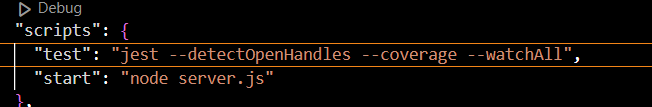 Debug
"scripts": {
"test": "jest --detectOpenHandles --coverage --watchAll",
"start": "node server.js"
},